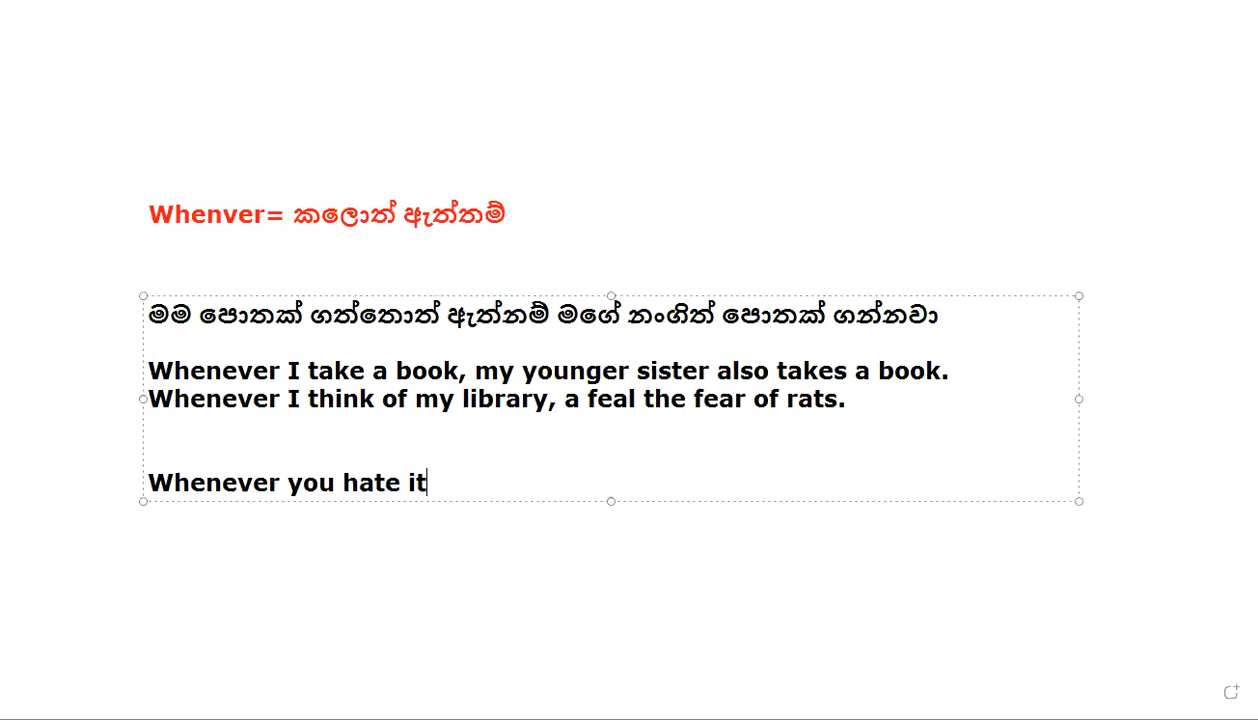 Whenver= කලොත් ඇත්තම්
මම පොතක් ගත්තොත් ඇත්නම් මගේ නංගිත් පොතක් ගන්නවා
Whenever I take a book, my younger sister also takes a book.
Whenever I think of my library, a feal the fear of rats.
Whenever you hate it